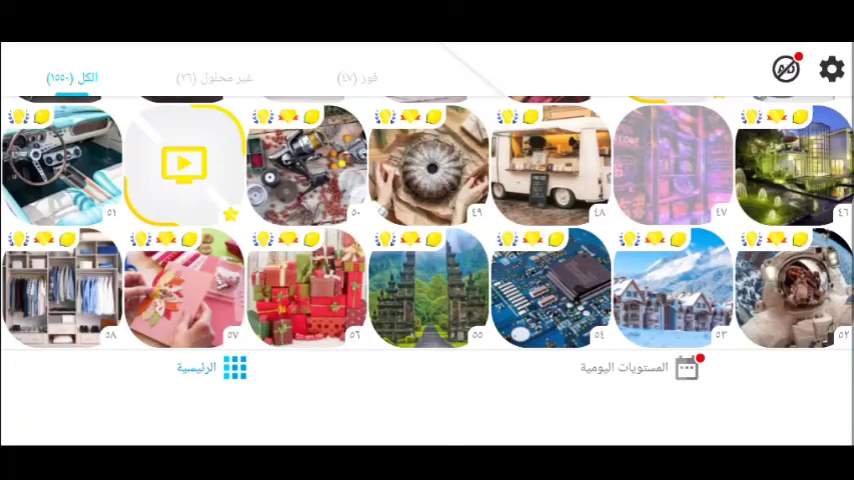 فوز (٤٧) غير محلول (٢٦) الكل (١٥٥٠)
٤٦ ٤٧ ٤٨ ٤٩ ٥٠ ٥١
٥٢ ٥٣ ٥٤ ٥٥ ٥٦ ٥٧ ٥٨
المستويات اليومية الرئيسية